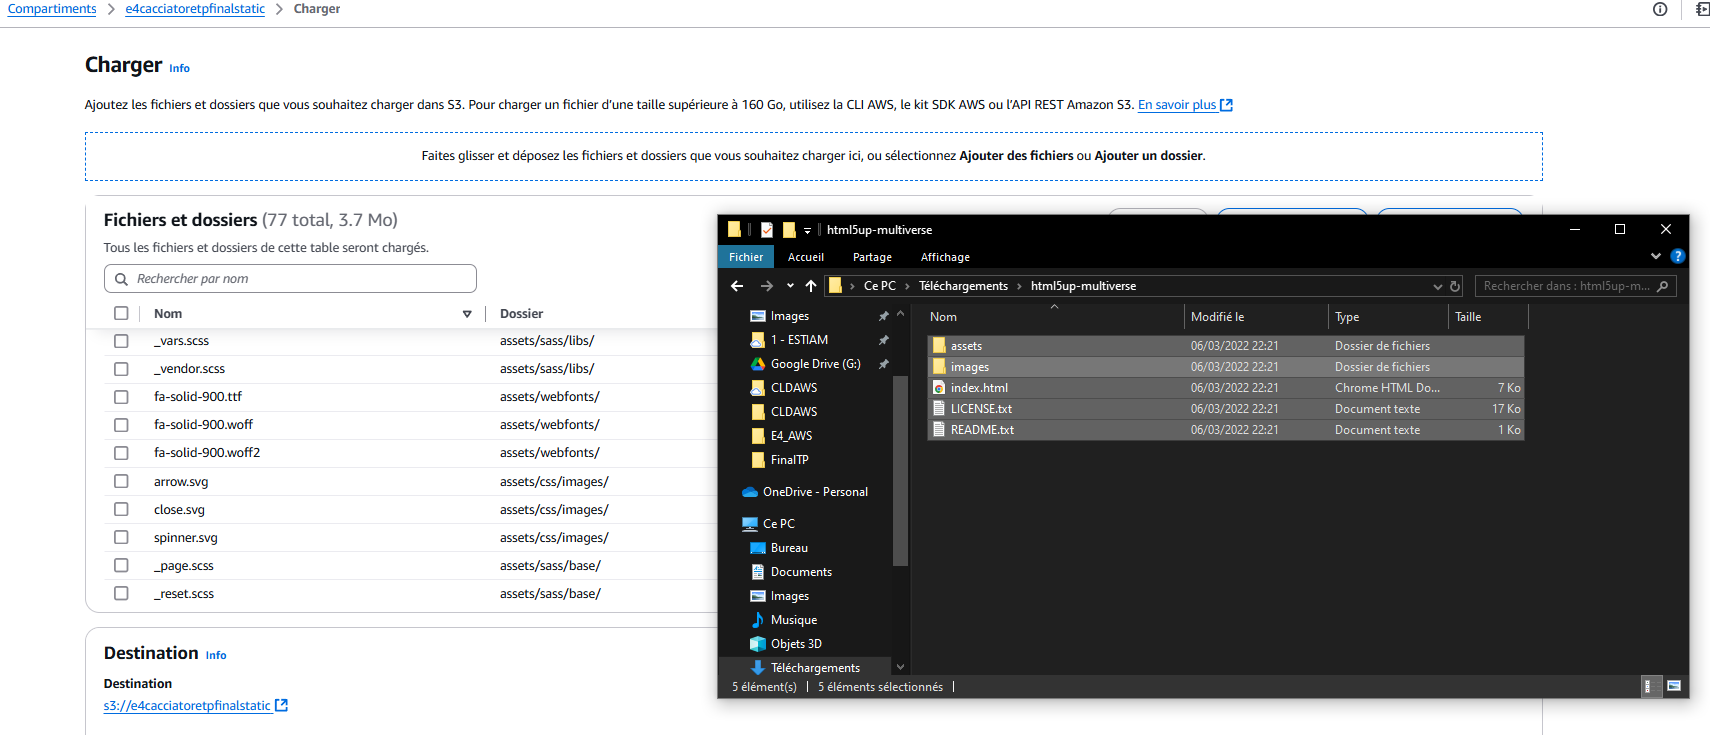 Compartiments > e4cacciatoretpfinalstatic > Charger
Charger Info
Ajoutez les fichiers et dossiers que vous souhaitez charger dans S3. Pour charger un fichier d'une taille supérieure à 160 Go, utilisez la CLI AWS, le kit SDK AWS ou l'API REST Amazon S3. En savoir plus
Faites glisser et déposez les fichiers et dossiers que vous souhaitez charger ici, ou sélectionnez Ajouter des fichiers ou Ajouter un dossier.
Fichiers et dossiers (77 total, 3.7 Mo)
Tous les fichiers et dossiers de cette table seront chargés.
Rechercher par nom
Nom Dossier
_vars.scss assets/sass/libs/
_vendor.scss assets/sass/libs/
fa-solid-900.ttf assets/webfonts/
fa-solid-900.woff assets/webfonts/
fa-solid-900.woff2 assets/webfonts/
arrow.svg assets/css/images/
close.svg assets/css/images/
spinner.svg assets/css/images/
_page.scss assets/sass/base/
_reset.scss assets/sass/base/
Destination Info
Destination
s3://e4cacciatoretpfinalstatic
html5up-multiverse
Fichier Accueil Partage Affichage
Ce PC > Téléchargements > html5up-multiverse
Rechercher dans : html5up-m...
Images
1 - ESTIAM
Google Drive (G:)
CLDAWS
CLDAWS
E4_AWS
FinalTP
OneDrive - Personal
Ce PC
Bureau
Documents
Images
Musique
Objets 3D
Téléchargements
Nom Modifié le Type Taille
assets 06/03/2022 22:21 Dossier de fichiers
images 06/03/2022 22:21 Dossier de fichiers
index.html 06/03/2022 22:21 Chrome HTML Do... 7 Ko
LICENSE.txt 06/03/2022 22:21 Document texte 17 Ko
README.txt 06/03/2022 22:21 Document texte 1 Ko
5 élément(s) 5 éléments sélectionnés